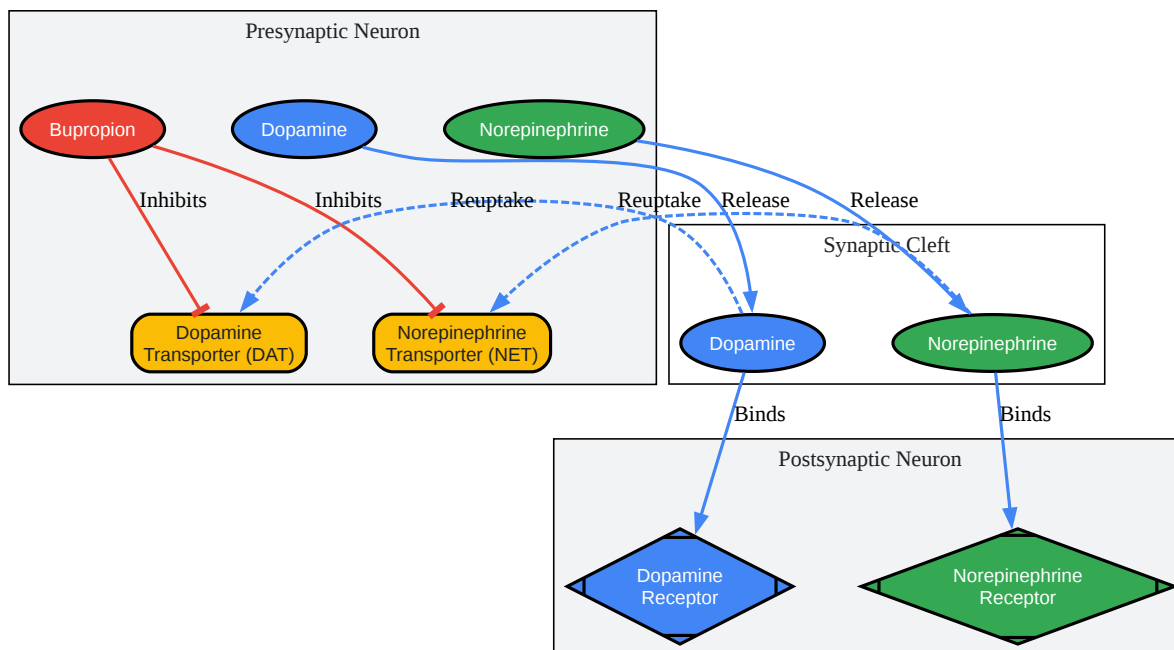 Presynaptic Neuron
Bupropion
Dopamine
Norepinephrine
Inhibits
Inhibits
Reuptake
Reuptake
Release
Release
Synaptic Cleft
Dopamine
Transporter (DAT)
Norepinephrine
Transporter (NET)
Dopamine
Norepinephrine
Binds
Binds
Postsynaptic Neuron
Dopamine
Receptor
Norepinephrine
Receptor